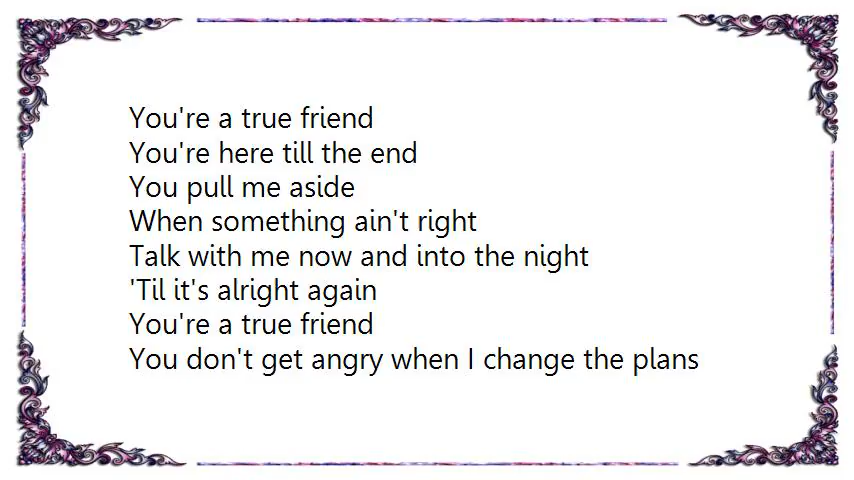 You're a true friend
You're here till the end
You pull me aside
When something ain't right
Talk with me now and into the night
'Til it's alright again
You're a true friend
You don't get angry when I change the plans